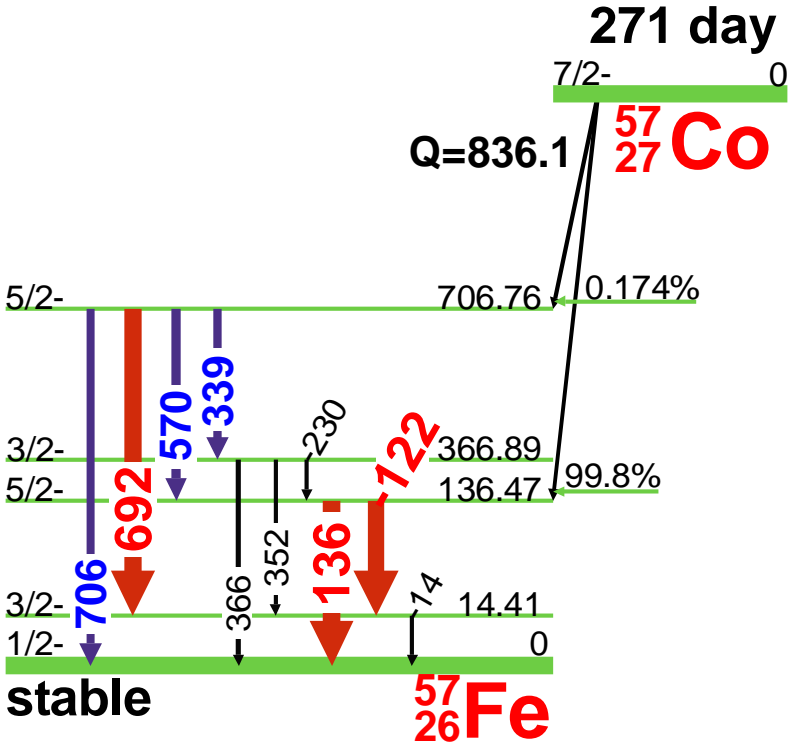 271 day
7/2- 0
57
27 Co
Q=836.1
5/2- 706.76 0.174%
339
570
230
122
3/2- 366.89
5/2- 136.47 99.8%
692
136
352
366
706
14
3/2- 14.41
1/2- 0
stable
57
26 Fe